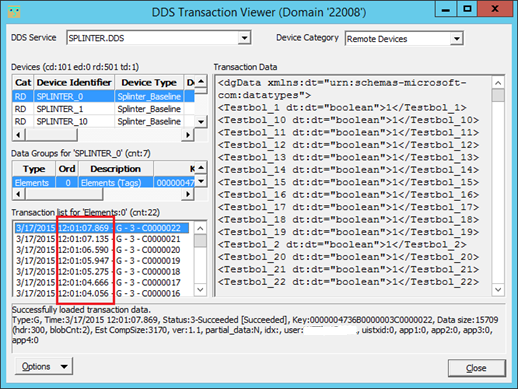 DDS Transaction Viewer (Domain '22008')
DDS Service SPLINTER.DDS Device Category Remote Devices
Devices (cd:101 ed:0 rd:501 td:1)
Cat Device Identifier Device Type
RD SPLINTER_0 Splinter_Baseline
RD SPLINTER_1 Splinter_Baseline
RD SPLINTER_10 Splinter_Baseline
Data Groups for 'SPLINTER_0' (cnt:7)
Type Ord Description K
Elements 0 Elements (Tags) 00000047
Transaction list for 'Elements:0' (cnt:22)
3/17/2015 12:01:07.869 - G - 3 - C0000022
3/17/2015 12:01:07.135 - G - 3 - C0000021
3/17/2015 12:01:06.590 - G - 3 - C0000020
3/17/2015 12:01:05.947 - G - 3 - C0000019
3/17/2015 12:01:05.275 - G - 3 - C0000018
3/17/2015 12:01:04.666 - G - 3 - C0000017
3/17/2015 12:01:04.056 - G - 3 - C0000016
Transaction Data
<dgData xmlns:dt="urn:schemas-microsoft-
com:datatypes">
<Testbol_1 dt:dt="boolean">1</Testbol_1>
<Testbol_10 dt:dt="boolean">1</Testbol_10>
<Testbol_11 dt:dt="boolean">1</Testbol_11>
<Testbol_12 dt:dt="boolean">1</Testbol_12>
<Testbol_13 dt:dt="boolean">1</Testbol_13>
<Testbol_14 dt:dt="boolean">1</Testbol_14>
<Testbol_15 dt:dt="boolean">1</Testbol_15>
<Testbol_16 dt:dt="boolean">1</Testbol_16>
<Testbol_17 dt:dt="boolean">1</Testbol_17>
<Testbol_18 dt:dt="boolean">1</Testbol_18>
<Testbol_19 dt:dt="boolean">1</Testbol_19>
<Testbol_2 dt:dt="boolean">1</Testbol_2>
<Testbol_20 dt:dt="boolean">1</Testbol_20>
<Testbol_21 dt:dt="boolean">1</Testbol_21>
<Testbol_22 dt:dt="boolean">1</Testbol_22>
Successfully loaded transaction data.
Type:G, Time:3/17/2015 12:01:07.869, Status:3-Succeeded [Succeeded], Key:0000004736B0000003C0000022, Data size:15709
(hdr:300, blobCnt:2), Est CompSize:3170, ver:1.1, partial_data:N, idx:, user: , uistxid:0, app1:0, app2:0, app3:0,
app4:0
Options Close